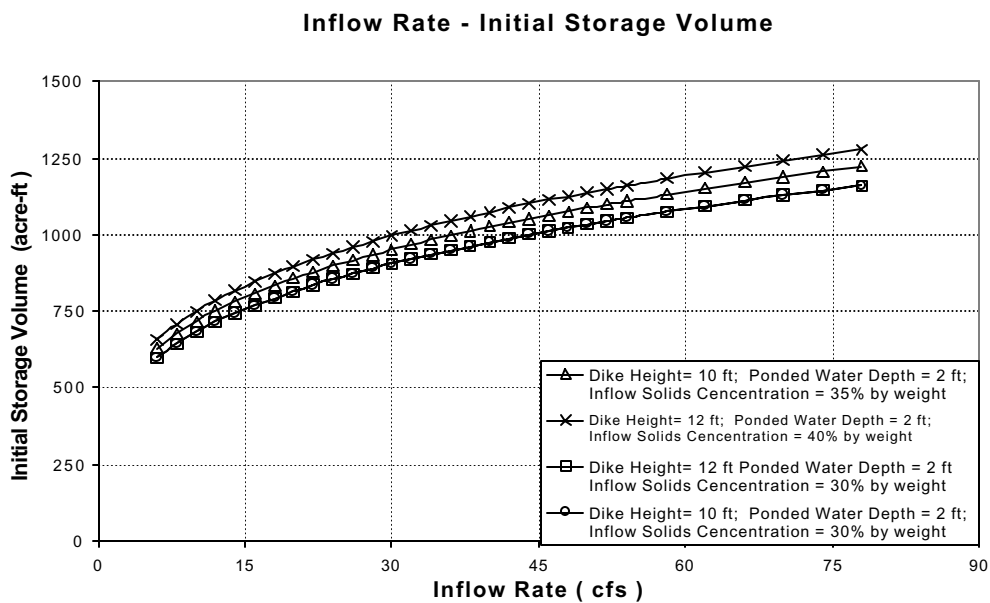 Inflow Rate - Initial Storage Volume
Initial Storage Volume (acre-ft)
1500
1250
1000
750
500
250
0
Dike Height= 10 ft; Ponded Water Depth = 2 ft;
Inflow Solids Cencentration = 35% by weight
Dike Height= 12 ft; Ponded Water Depth = 2 ft;
Inflow Solids Cencentration = 40% by weight
Dike Height= 12 ft Ponded Water Depth = 2 ft
Inflow Solids Cencentration = 30% by weight
Dike Height= 10 ft; Ponded Water Depth = 2 ft;
Inflow Solids Cencentration = 30% by weight
0 15 30 45 60 75 90
Inflow Rate ( cfs )